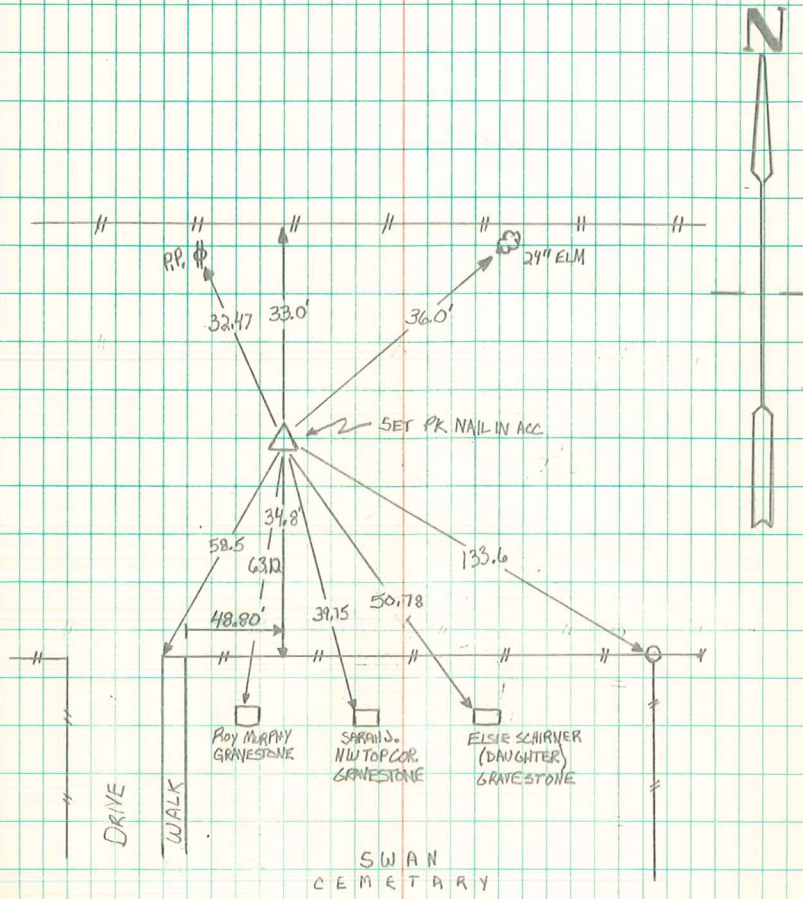 N
P.P.
24" ELM
32.47
33.0'
36.0'
SET PK NAIL IN ACC
34.8'
58.5
63.12
133.6
50.78
39.15
48.80'
ROY MURPHY
GRAVESTONE
SARAH J.
NW TOP COR.
GRAVESTONE
ELSIE SCHIRMER
(DAUGHTER)
GRAVESTONE
DRIVE
WALK
SWAN
CEMETARY